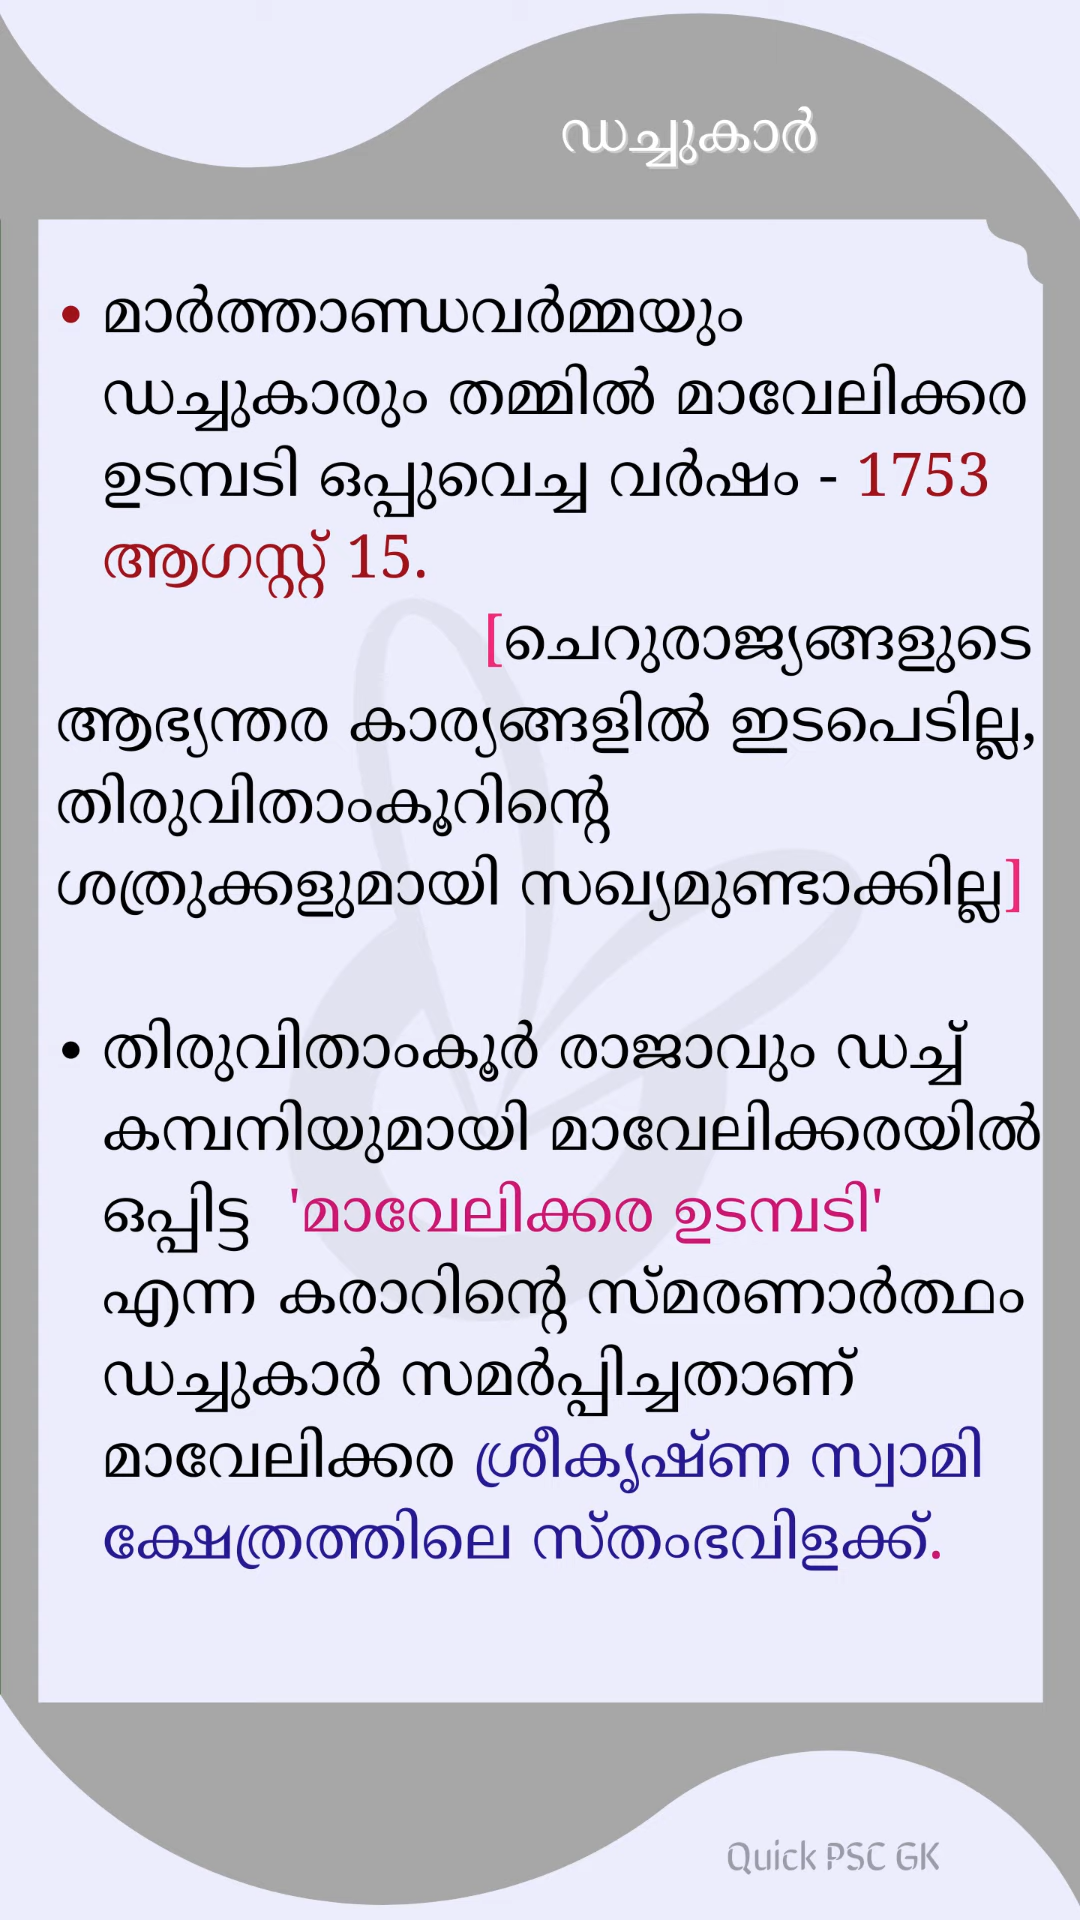 ഡച്ചുകാർ
• മാർത്താണ്ഡവർമ്മയും
ഡച്ചുകാരും തമ്മിൽ മാവേലിക്കര
ഉടമ്പടി ഒപ്പുവെച്ച വർഷം - 1753
ആഗസ്റ്റ് 15.
[ചെറുരാജ്യങ്ങളുടെ
ആഭ്യന്തര കാര്യങ്ങളിൽ ഇടപെടില്ല,
തിരുവിതാംകൂറിന്റെ
ശത്രുക്കളുമായി സഖ്യമുണ്ടാക്കില്ല]
• തിരുവിതാംകൂർ രാജാവും ഡച്ച്
കമ്പനിയുമായി മാവേലിക്കരയിൽ
ഒപ്പിട്ട 'മാവേലിക്കര ഉടമ്പടി'
എന്ന കരാറിന്റെ സ്മരണാർത്ഥം
ഡച്ചുകാർ സമർപ്പിച്ചതാണ്
മാവേലിക്കര ശ്രീകൃഷ്ണ സ്വാമി
ക്ഷേത്രത്തിലെ സ്തംഭവിളക്ക്.
Quick PSC GK